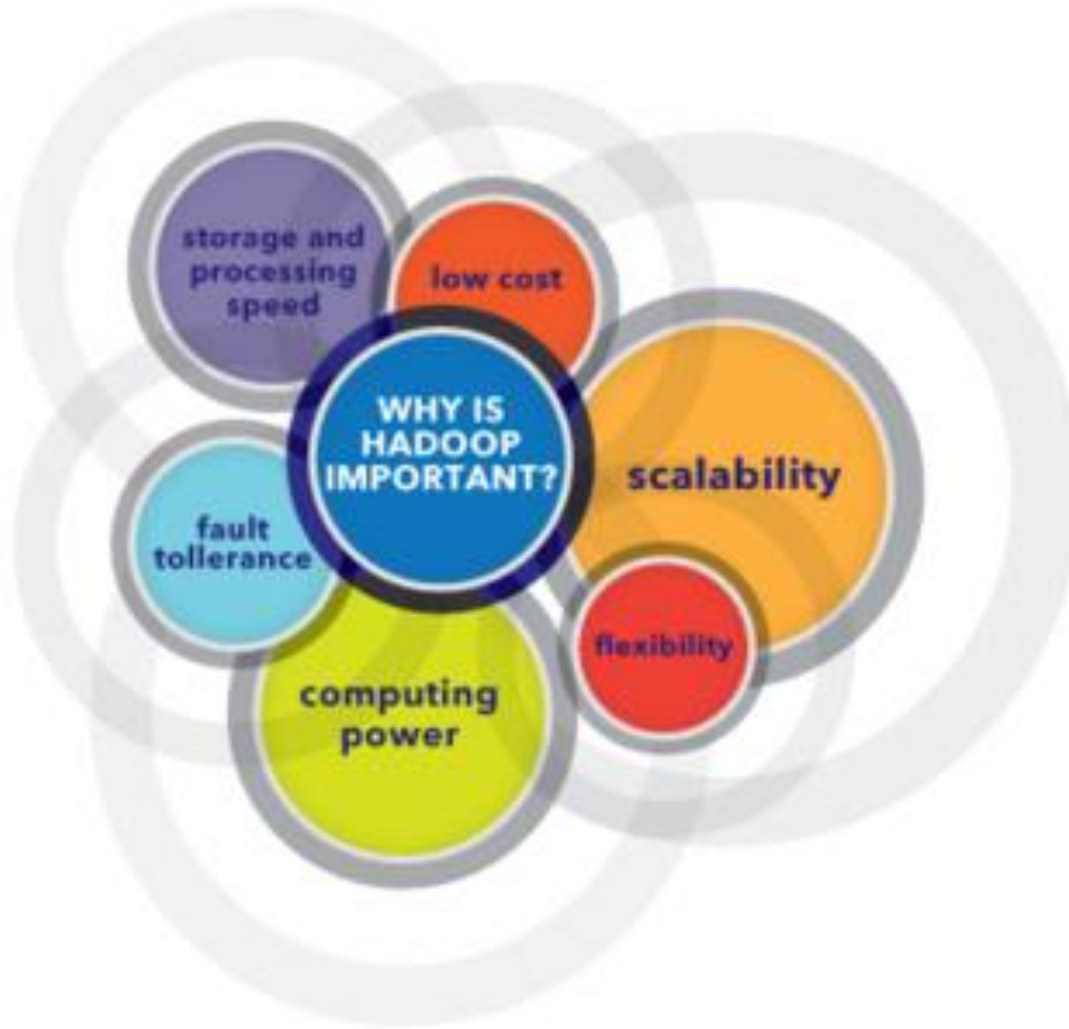 storage and
processing
speed
low cost
WHY IS
HADOOP
IMPORTANT?
scalability
fault
tollerance
flexibility
computing
power